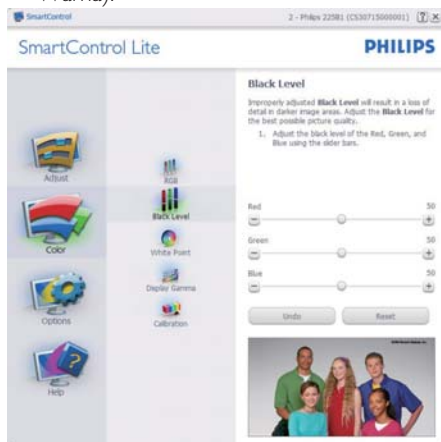 Warna).
SmartControl
2 - Philips 225B1 (CS30715000001)
SmartControl Lite
PHILIPS
Black Level
Improperly adjusted Black Level will result in a loss of
detail in darker image areas. Adjust the Black Level for
the best possible picture quality.
1. Adjust the black level of the Red, Green, and
Blue using the slider bars.
Adjust
Color
Options
Help
RGB
Black Level
White Point
Display Gamma
Calibration
Red 50
Green 50
Blue 50
Undo Reset